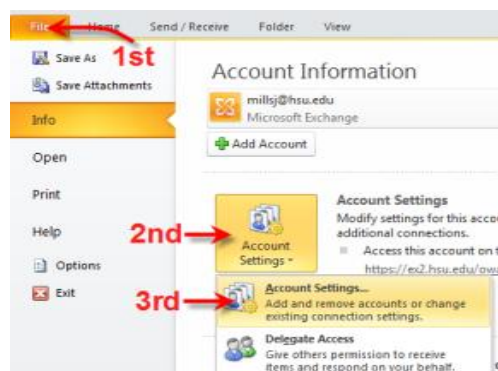 File Home Send / Receive Folder View
1st
Save As
Save Attachments
Info
Open
Print
Help
Options
Exit
Account Information
millsj@hsu.edu
Microsoft Exchange
Add Account
2nd
Account
Settings
Account Settings
Modify settings for this acco
additional connections.
Access this account on t
https://ex2.hsu.edu/owa
3rd
Account Settings...
Add and remove accounts or change
existing connection settings.
Delegate Access
Give others permission to receive
items and respond on your behalf.